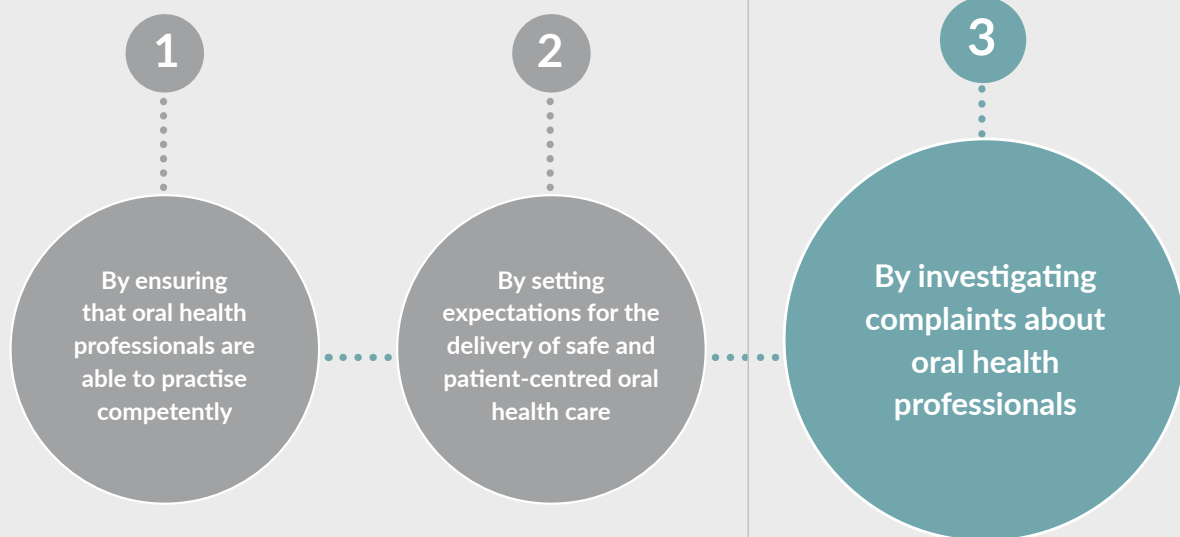 1
By ensuring
that oral health
professionals are
able to practise
competently
2
By setting
expectations for the
delivery of safe and
patient-centred oral
health care
3
By investigating
complaints about
oral health
professionals